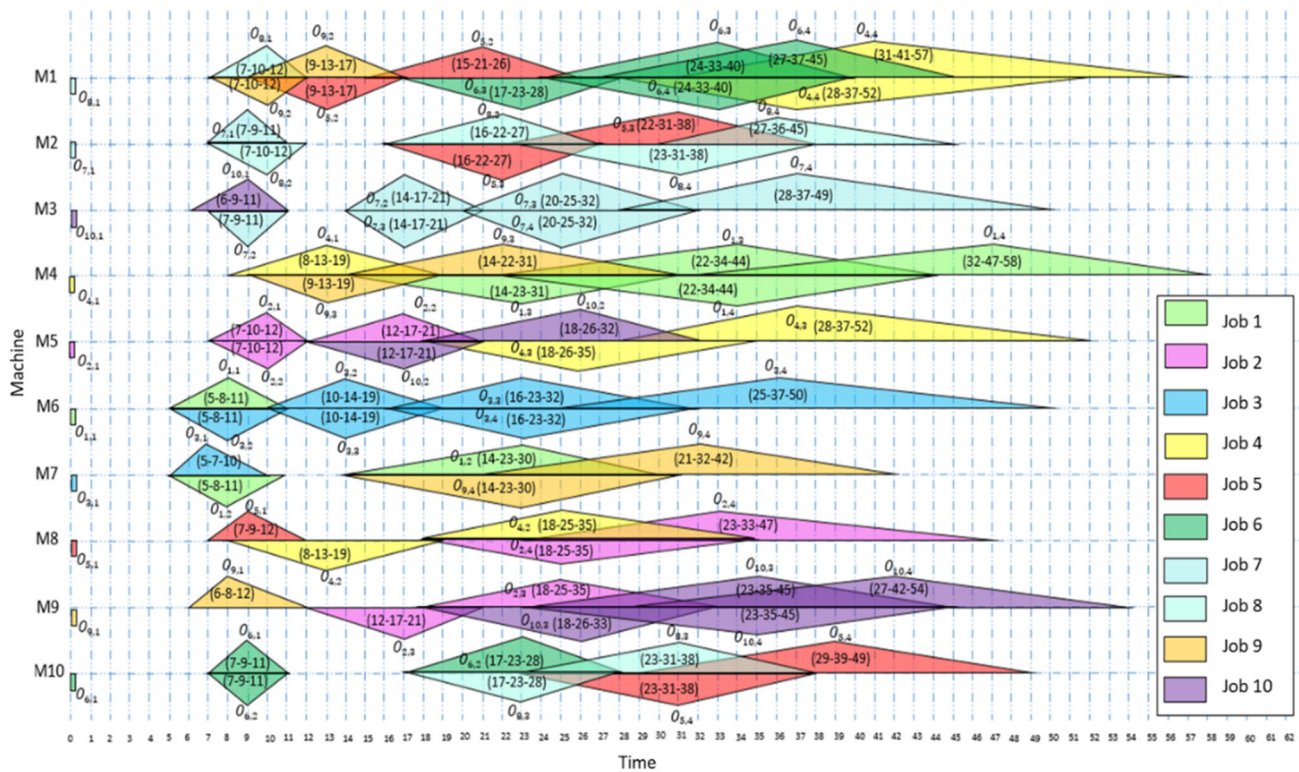 O6,3 O6,4 O4,4
O8,1 O9,2 O5,2
(7-10-12) (9-13-17) (15-21-26) (24-33-40) (27-37-45) (31-41-57)
M1
(7-10-12) (9-13-17) O6,3 (17-23-28) O6,4 (24-33-40) O4,4 (28-37-52)
O8,1 O9,2 O5,2
O8,2 O8,4
O7,1 (7-9-11) (16-22-27) O5,3 (22-31-38) (27-36-45)
M2
(7-10-12) (16-22-27) (23-31-38)
O7,1 O8,2 O5,3 O8,4
O10,1 O7,4
(6-9-11) O7,2 (14-17-21) O7,3 (20-25-32) (28-37-49)
M3
(7-9-11) O7,3 (14-17-21) O7,4 (20-25-32)
O10,1 O7,2
O4,1 O9,3 O1,3 O1,4
(8-13-19) (14-22-31) (22-34-44) (32-47-58)
M4
(9-13-19) (14-23-31) (22-34-44)
O4,1 O9,3 O1,3 O1,4
O2,1 O2,2 O10,2
(7-10-12) (12-17-21) (18-26-32) O4,3 (28-37-52)
M5
(7-10-12) (12-17-21) O4,3 (18-26-35)
O2,1 O2,2 O10,2
O1,1 O3,2 O3,4
(5-8-11) (10-14-19) O3,3 (16-23-32) (25-37-50)
M6
(5-8-11) (10-14-19) O3,4 (16-23-32)
O1,1 O3,2 O3,3
O3,1 O9,4
(5-7-10) O1,2 (14-23-30) (21-32-42)
M7
(5-8-11) O9,4 (14-23-30)
O3,1 O1,2
O5,1 O2,4
(7-9-12) O4,2 (18-25-35) (23-33-47)
M8
(8-13-19) O2,4 (18-25-35)
O5,1 O4,2
O9,1 O10,3 O10,4
(6-8-12) O2,3 (18-25-35) (23-35-45) (27-42-54)
M9
(12-17-21) O10,3 (18-26-33) (23-35-45)
O9,1 O2,3 O10,4
O6,1 O8,3 O5,4
(7-9-11) O6,2 (17-23-28) (23-31-38) (29-39-49)
M10
(7-9-11) (17-23-28) (23-31-38)
O6,1 O6,2 O8,3 O5,4
0 1 2 3 4 5 6 7 8 9 10 11 12 13 14 15 16 17 18 19 20 21 22 23 24 25 26 27 28 29 30 31 32 33 34 35 36 37 38 39 40 41 42 43 44 45 46 47 48 49 50 51 52 53 54 55 56 57 58 59 60 61 62
Time
Machine
Job 1
Job 2
Job 3
Job 4
Job 5
Job 6
Job 7
Job 8
Job 9
Job 10